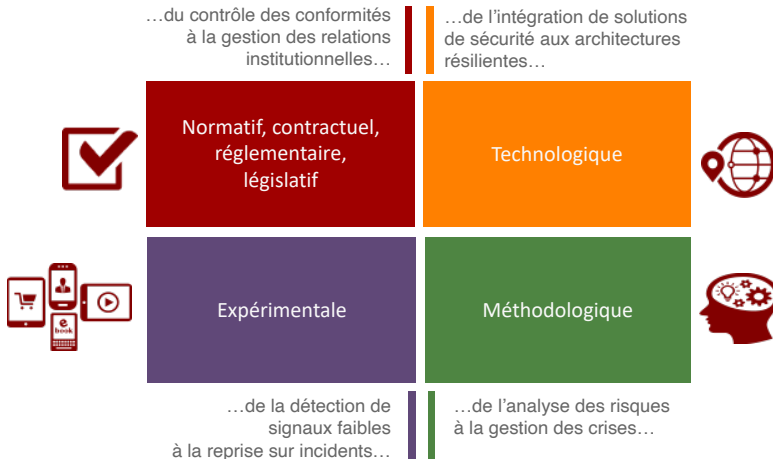 …du contrôle des conformités
à la gestion des relations
institutionnelles…
…de l'intégration de solutions
de sécurité aux architectures
résilientes…
Normatif, contractuel,
réglementaire,
législatif
Technologique
Expérimentale
Méthodologique
e
book
…de la détection de
signaux faibles
à la reprise sur incidents…
…de l'analyse des risques
à la gestion des crises…